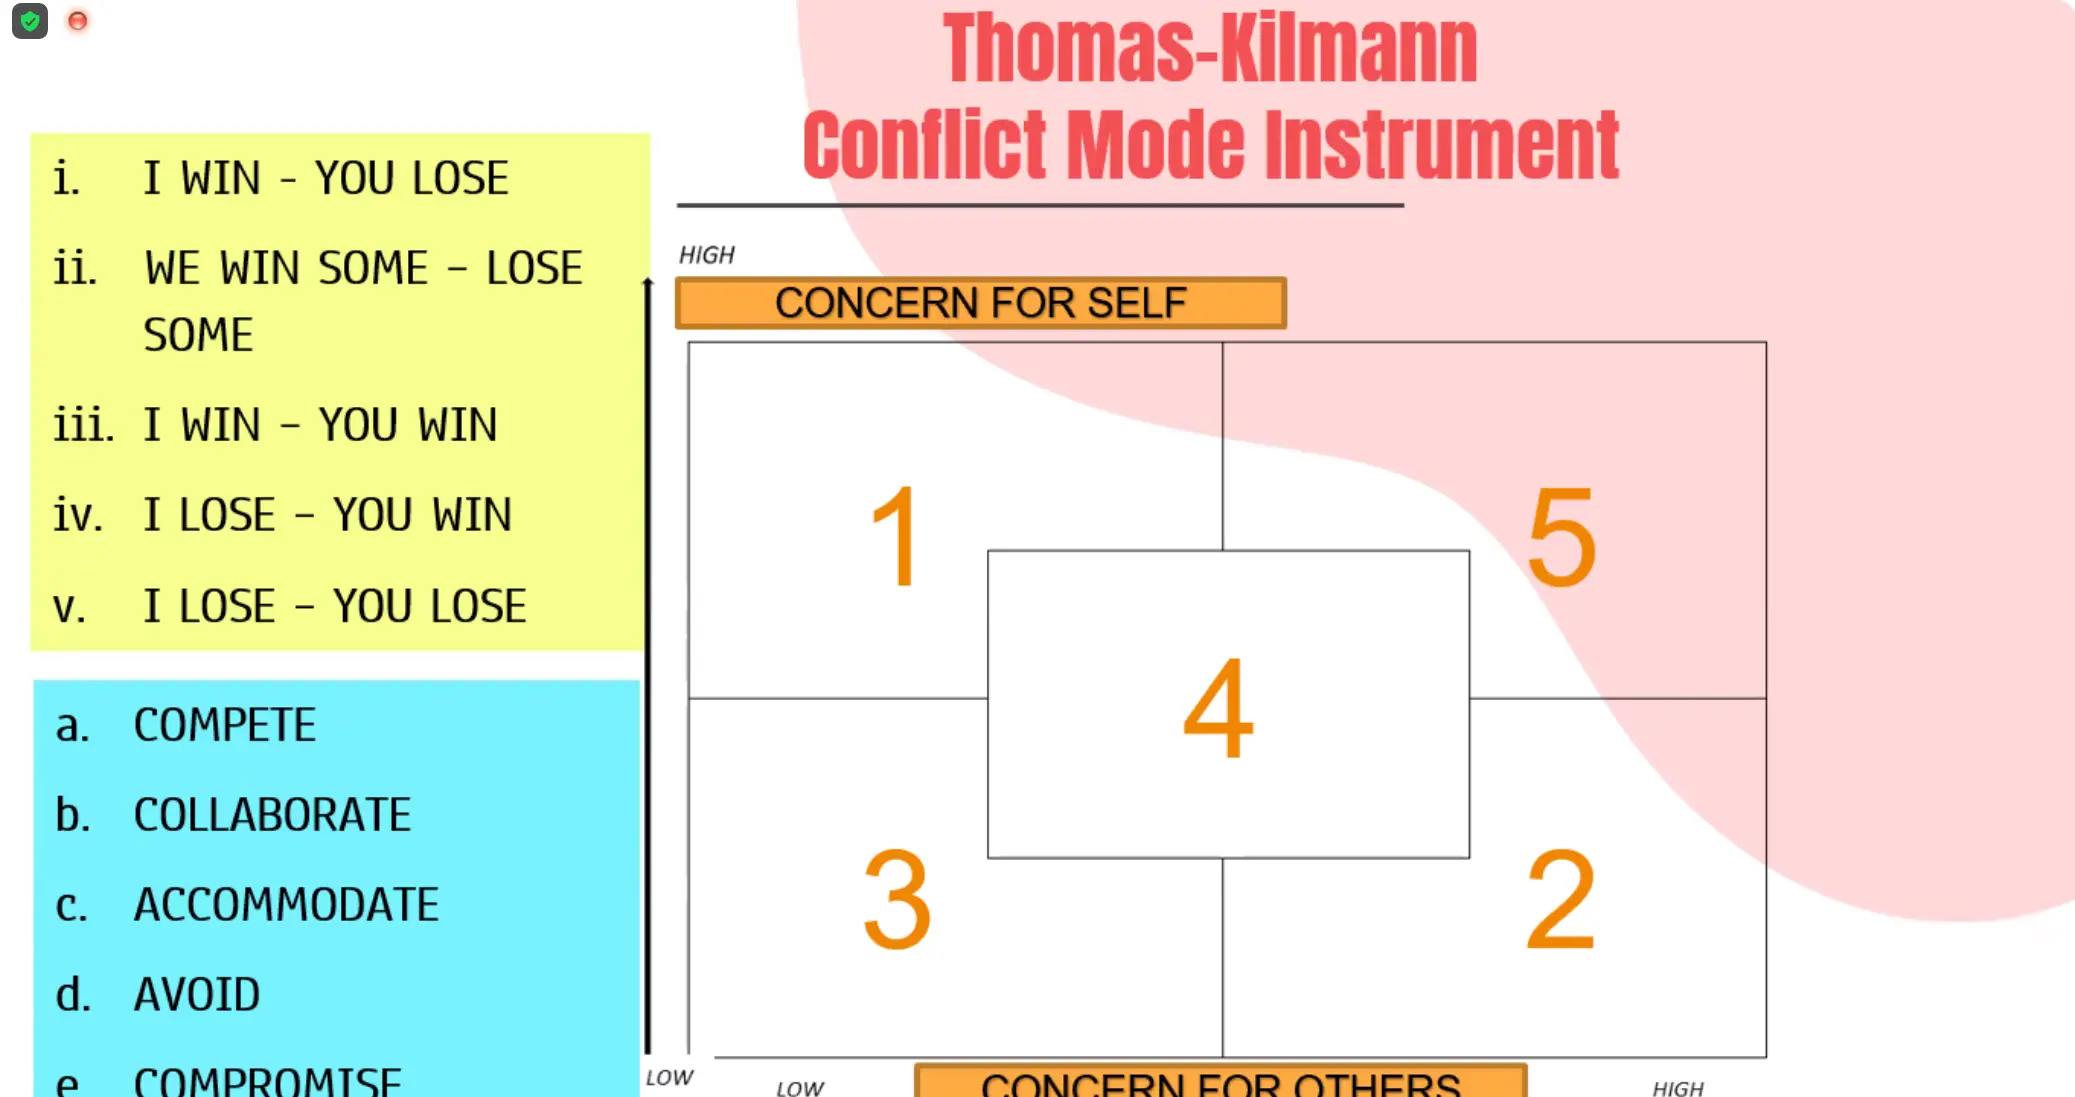 Thomas-Kilmann
Conflict Mode Instrument
i. I WIN - YOU LOSE
ii. WE WIN SOME – LOSE
SOME
iii. I WIN – YOU WIN
iv. I LOSE – YOU WIN
v. I LOSE – YOU LOSE
a. COMPETE
b. COLLABORATE
c. ACCOMMODATE
d. AVOID
e COMPROMISE
HIGH
CONCERN FOR SELF
1
5
4
3
2
LOW
LOW
CONCERN FOR OTHERS
HIGH